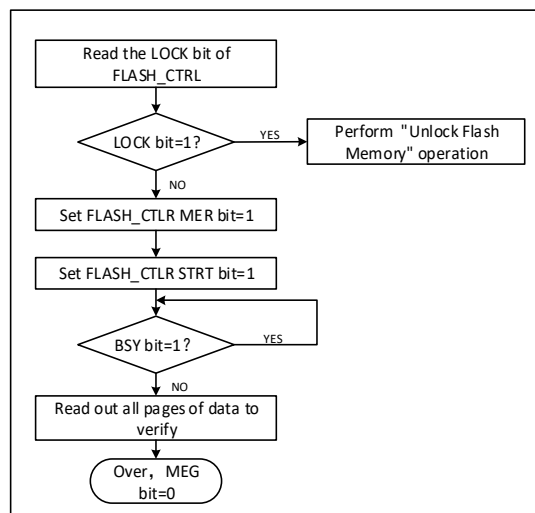 Read the LOCK bit of
FLASH_CTRL
LOCK bit=1?
YES
Perform "Unlock Flash
Memory" operation
NO
Set FLASH_CTLR MER bit=1
Set FLASH_CTLR STRT bit=1
BSY bit=1?
YES
NO
Read out all pages of data to
verify
Over，MEG
bit=0